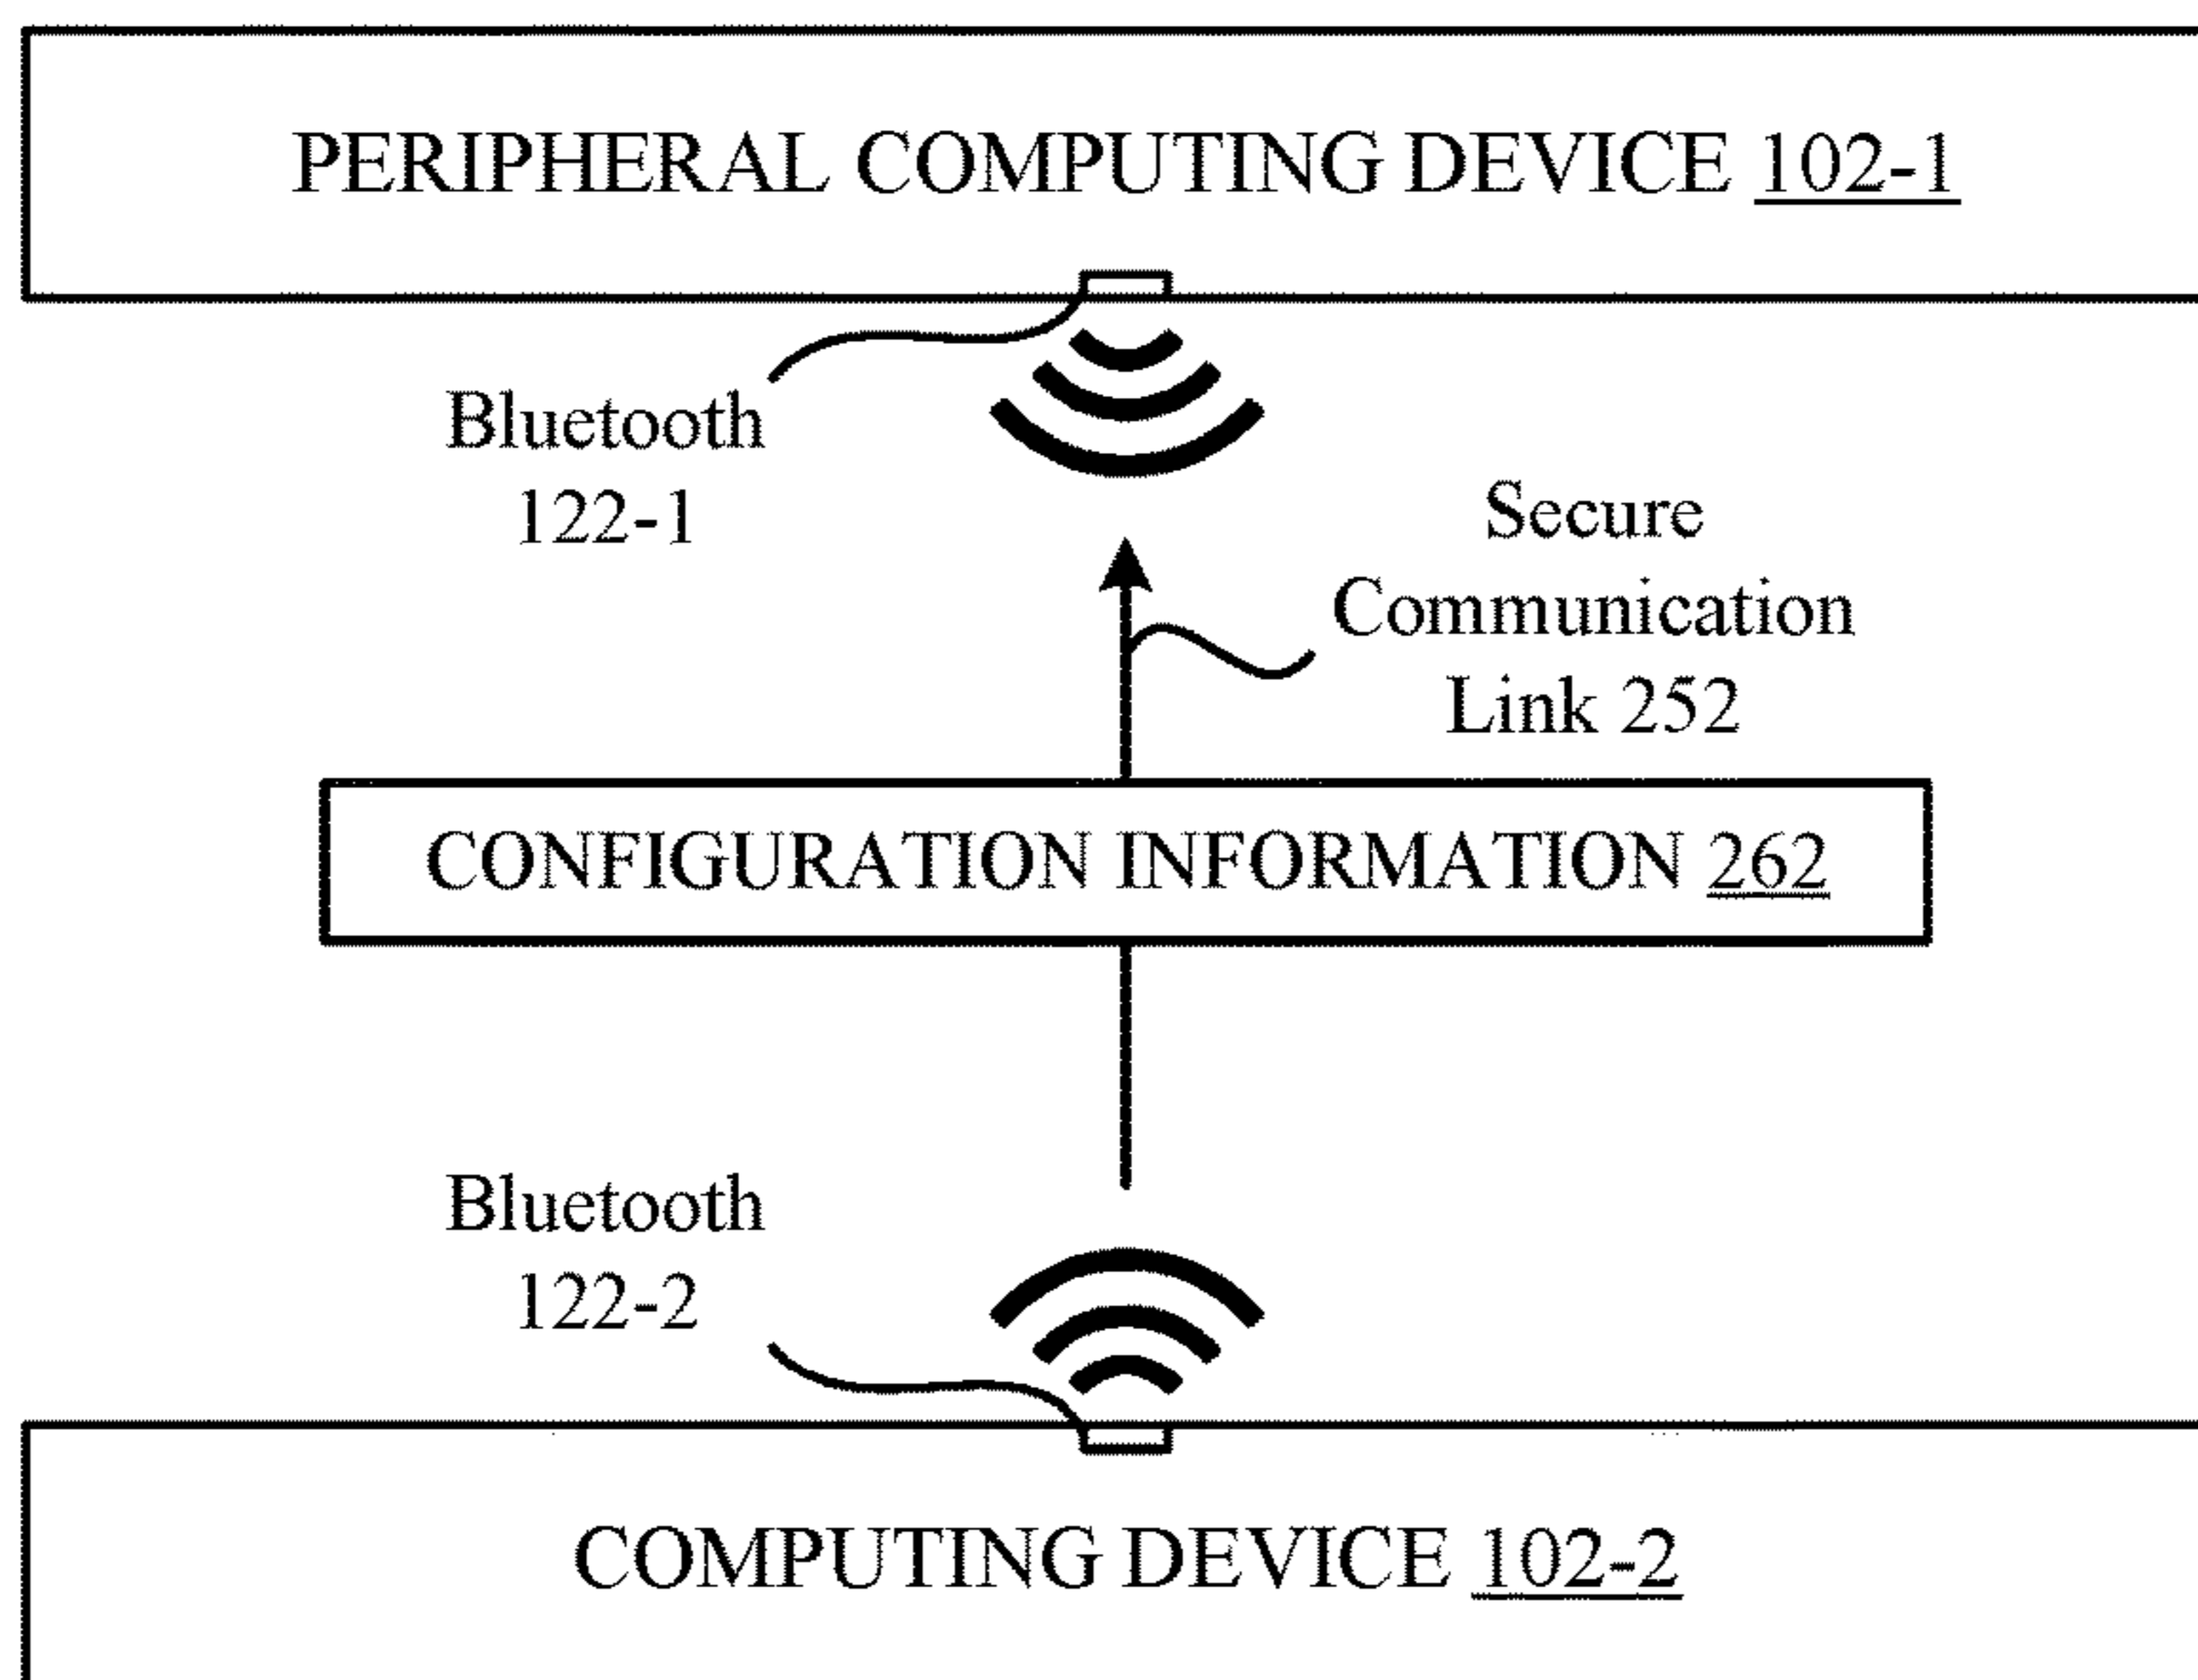 PERIPHERAL COMPUTING DEVICE 102-1
Bluetooth
122-1
Secure
Communication
Link 252
CONFIGURATION INFORMATION 262
Bluetooth
122-2
COMPUTING DEVICE 102-2